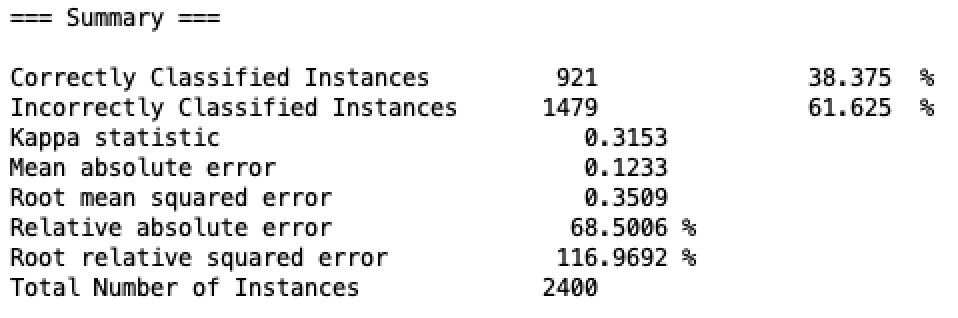 === Summary ===
Correctly Classified Instances 921 38.375 %
Incorrectly Classified Instances 1479 61.625 %
Kappa statistic 0.3153
Mean absolute error 0.1233
Root mean squared error 0.3509
Relative absolute error 68.5006 %
Root relative squared error 116.9692 %
Total Number of Instances 2400